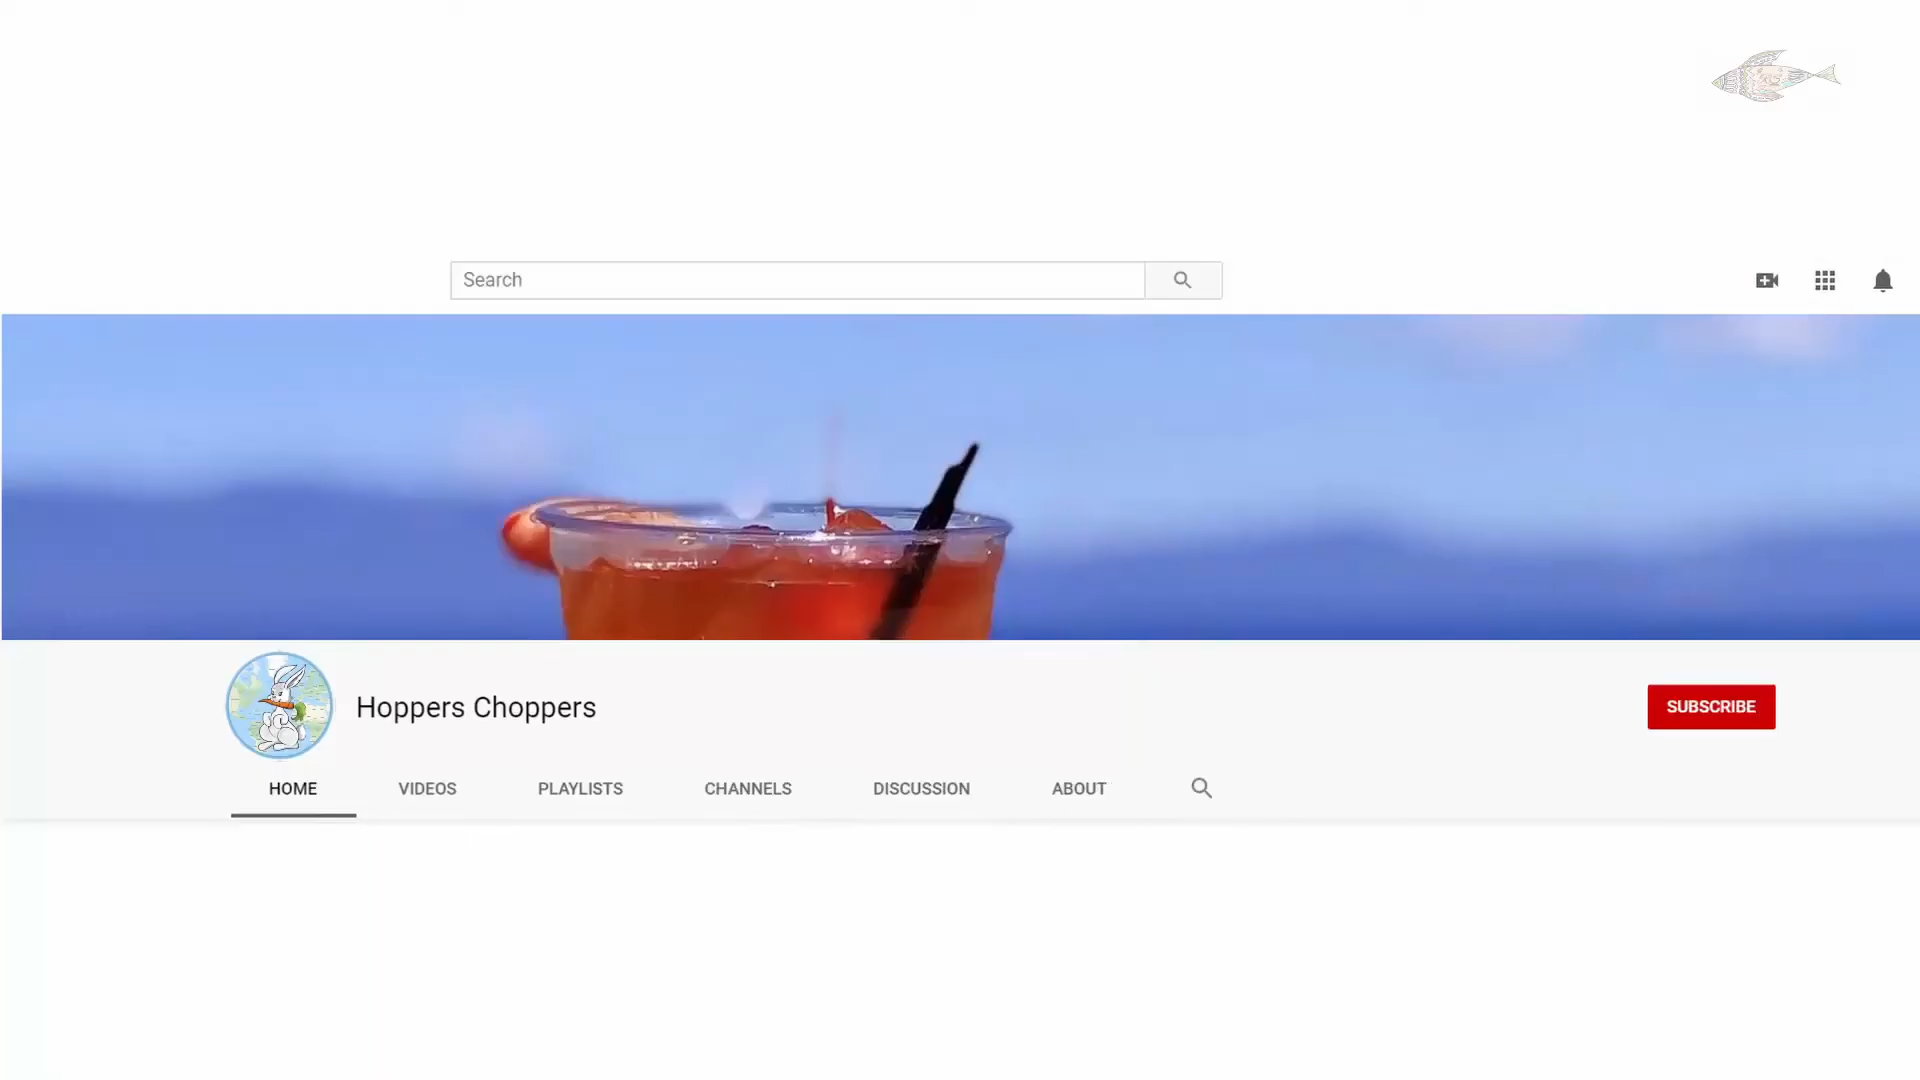 Search
Hoppers Choppers
SUBSCRIBE
HOME VIDEOS PLAYLISTS CHANNELS DISCUSSION ABOUT